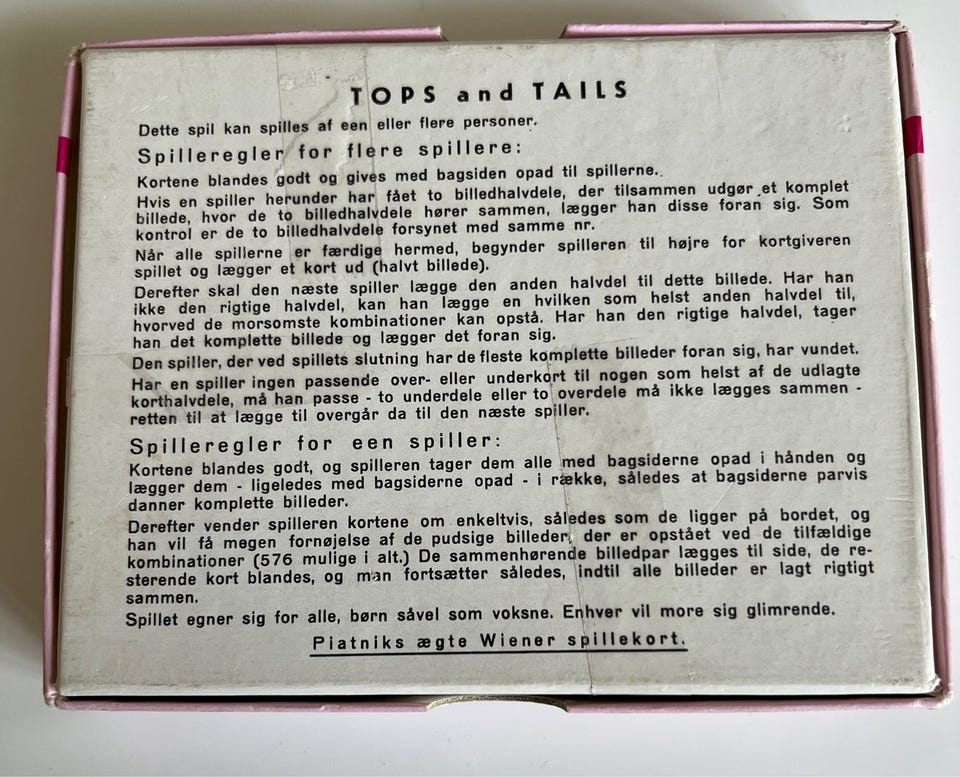 TOPS and TAILS
Dette spil kan spilles af een eller flere personer.
Spilleregler for flere spillere:
Kortene blandes godt og gives med bagsiden opad til spillerne.
Hvis en spiller herunder har fået to billedhalvdele, der tilsammen udgør et komplet
billede, hvor de to billedhalvdele hører sammen, lægger han disse foran sig. Som
kontrol er de to billedhalvdele forsynet med samme nr.
Når alle spillerne er færdige hermed, begynder spilleren til højre for kortgiveren
spillet og lægger et kort ud (halvt billede).
Derefter skal den næste spiller lægge den anden halvdel til dette billede. Har han
ikke den rigtige halvdel, kan han lægge en hvilken som helst anden halvdel til,
hvorved de morsomste kombinationer kan opstå. Har han den rigtige halvdel, tager
han det komplette billede og lægger det foran sig.
Den spiller, der ved spillets slutning har de fleste komplette billeder foran sig, har vundet.
Har en spiller ingen passende over- eller underkort til nogen som helst af de udlagte
korthalvdele, må han passe - to underdele eller to overdele må ikke lægges sammen -
retten til at lægge til overgår da til den næste spiller.
Spilleregler for een spiller:
Kortene blandes godt, og spilleren tager dem alle med bagsiderne opad i hånden og
lægger dem - ligeledes med bagsiderne opad - i række, således at bagsiderne parvis
danner komplette billeder.
Derefter vender spilleren kortene om enkeltvis, således som de ligger på bordet, og
han vil få megen fornøjelse af de pudsige billeder, der er opstået ved de tilfældige
kombinationer (576 mulige i alt.) De sammenhørende billedpar lægges til side, de re-
sterende kort blandes, og man fortsætter således, indtil alle billeder er lagt rigtigt
sammen.
Spillet egner sig for alle, børn såvel som voksne. Enhver vil more sig glimrende.
Piatniks ægte Wiener spillekort.